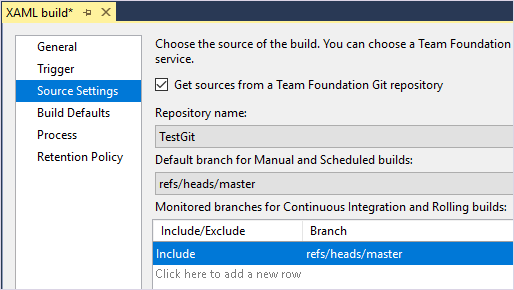 XAML build*
General
Trigger
Source Settings
Build Defaults
Process
Retention Policy
Choose the source of the build. You can choose a Team Foundation
service.
Get sources from a Team Foundation Git repository
Repository name:
TestGit
Default branch for Manual and Scheduled builds:
refs/heads/master
Monitored branches for Continuous Integration and Rolling builds:
Include/Exclude Branch
Include refs/heads/master
Click here to add a new row